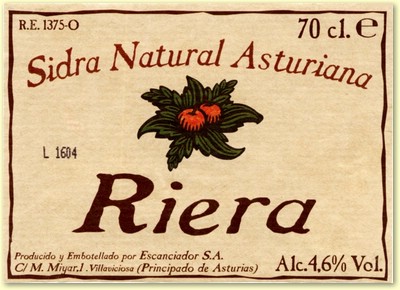 R.E. 1375-O
70 cl. ℮
Sidra Natural Asturiana
L 1604
Riera
Producido y Embotellado por Escanciador S.A.
C/ M. Miyar,1 .Villaviciosa (Principado de Asturias)
Alc.4,6% Vol.